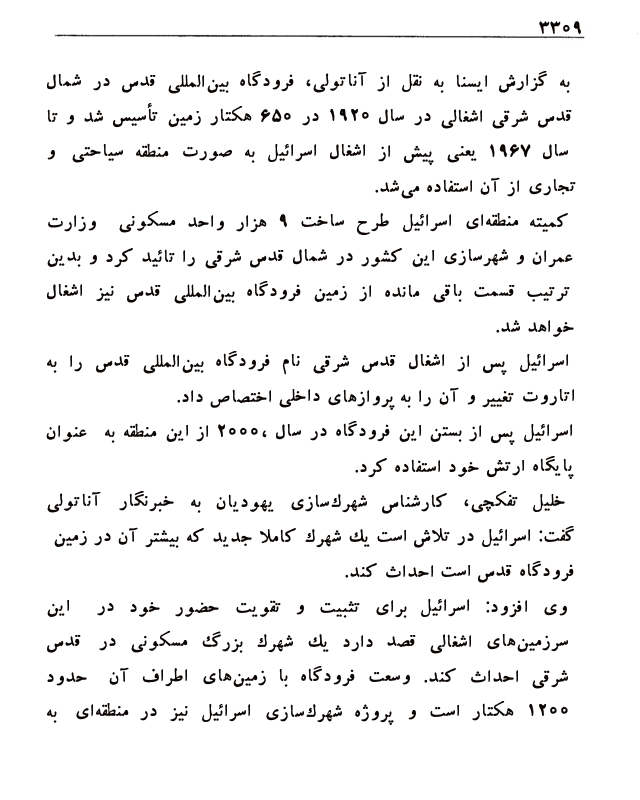 ۳۳۰۹
به گزارش ایسنا به نقل از آناتولی، فرودگاه بین‌المللی قدس در شمال
قدس شرقی اشغالی در سال ۱۹۲۰ در ۶۵۰ هکتار زمین تأسیس شد و تا
سال ۱۹۶۷ یعنی پیش از اشغال اسرائیل به صورت منطقه سیاحتی و
تجاری از آن استفاده می‌شد.
کمیته منطقه‌ای اسرائیل طرح ساخت ۹ هزار واحد مسکونی وزارت
عمران و شهرسازی این کشور در شمال قدس شرقی را تائید کرد و بدین
ترتیب قسمت باقی مانده از زمین فرودگاه بین‌المللی قدس نیز اشغال
خواهد شد.
اسرائیل پس از اشغال قدس شرقی نام فرودگاه بین‌المللی قدس را به
اتاروت تغییر و آن را به پروازهای داخلی اختصاص داد.
اسرائیل پس از بستن این فرودگاه در سال ،۲۰۰۰ از این منطقه به عنوان
پایگاه ارتش خود استفاده کرد.
خلیل تفکچی، کارشناس شهرك‌سازی یهودیان به خبرنگار آناتولی
گفت: اسرائیل در تلاش است یك شهرك کاملا جدید که بیشتر آن در زمین
فرودگاه قدس است احداث کند.
وی افزود: اسرائیل برای تثبیت و تقویت حضور خود در این
سرزمین‌های اشغالی قصد دارد یك شهرك بزرگ مسکونی در قدس
شرقی احداث کند. وسعت فرودگاه با زمین‌های اطراف آن حدود
۱۲۰۰ هکتار است و پروژه شهرك‌سازی اسرائیل نیز در منطقه‌ای به